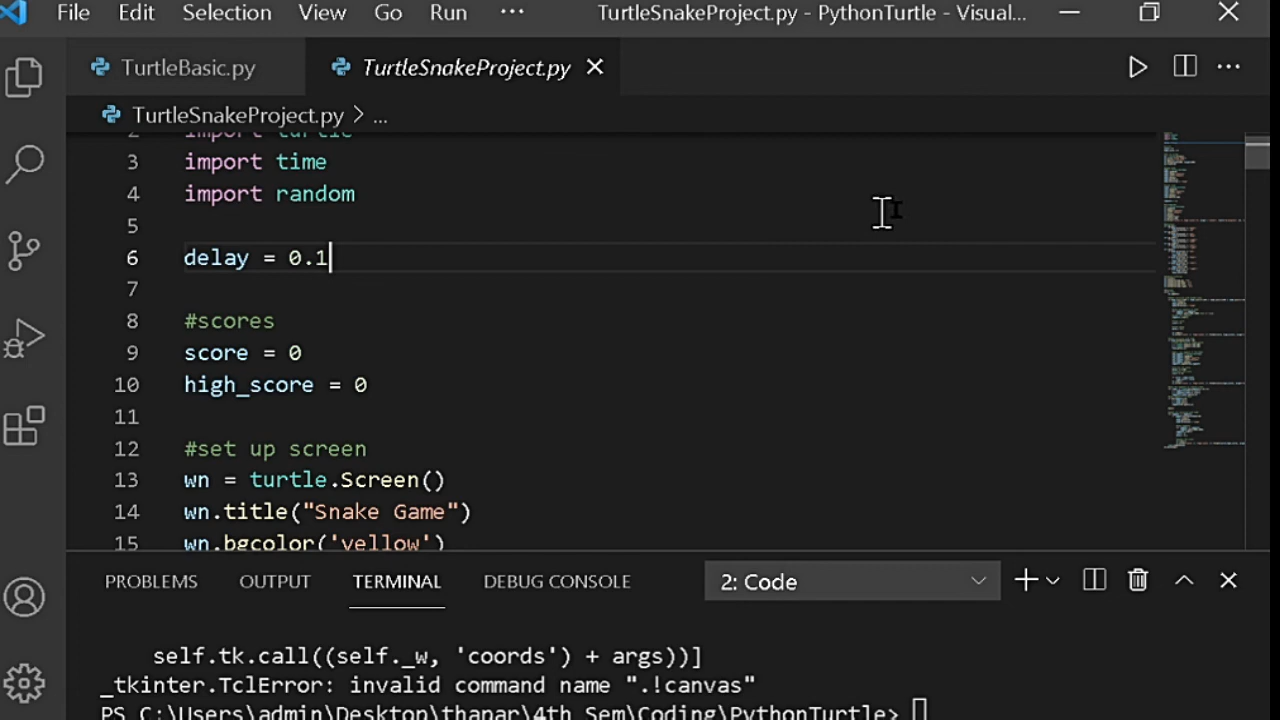 File Edit Selection View Go Run ··· TurtleSnakeProject.py - PythonTurtle - Visual...
TurtleBasic.py TurtleSnakeProject.py
TurtleSnakeProject.py > ...
2 import turtle
3 import time
4 import random
5
6 delay = 0.1
7
8 #scores
9 score = 0
10 high_score = 0
11
12 #set up screen
13 wn = turtle.Screen()
14 wn.title("Snake Game")
15 wn.bgcolor('yellow')
PROBLEMS OUTPUT TERMINAL DEBUG CONSOLE 2: Code
self.tk.call((self._w, 'coords') + args))]
_tkinter.TclError: invalid command name ".!canvas"
PS C:\Users\admin\Desktop\thapar\4th Sem\Coding\PythonTurtle>